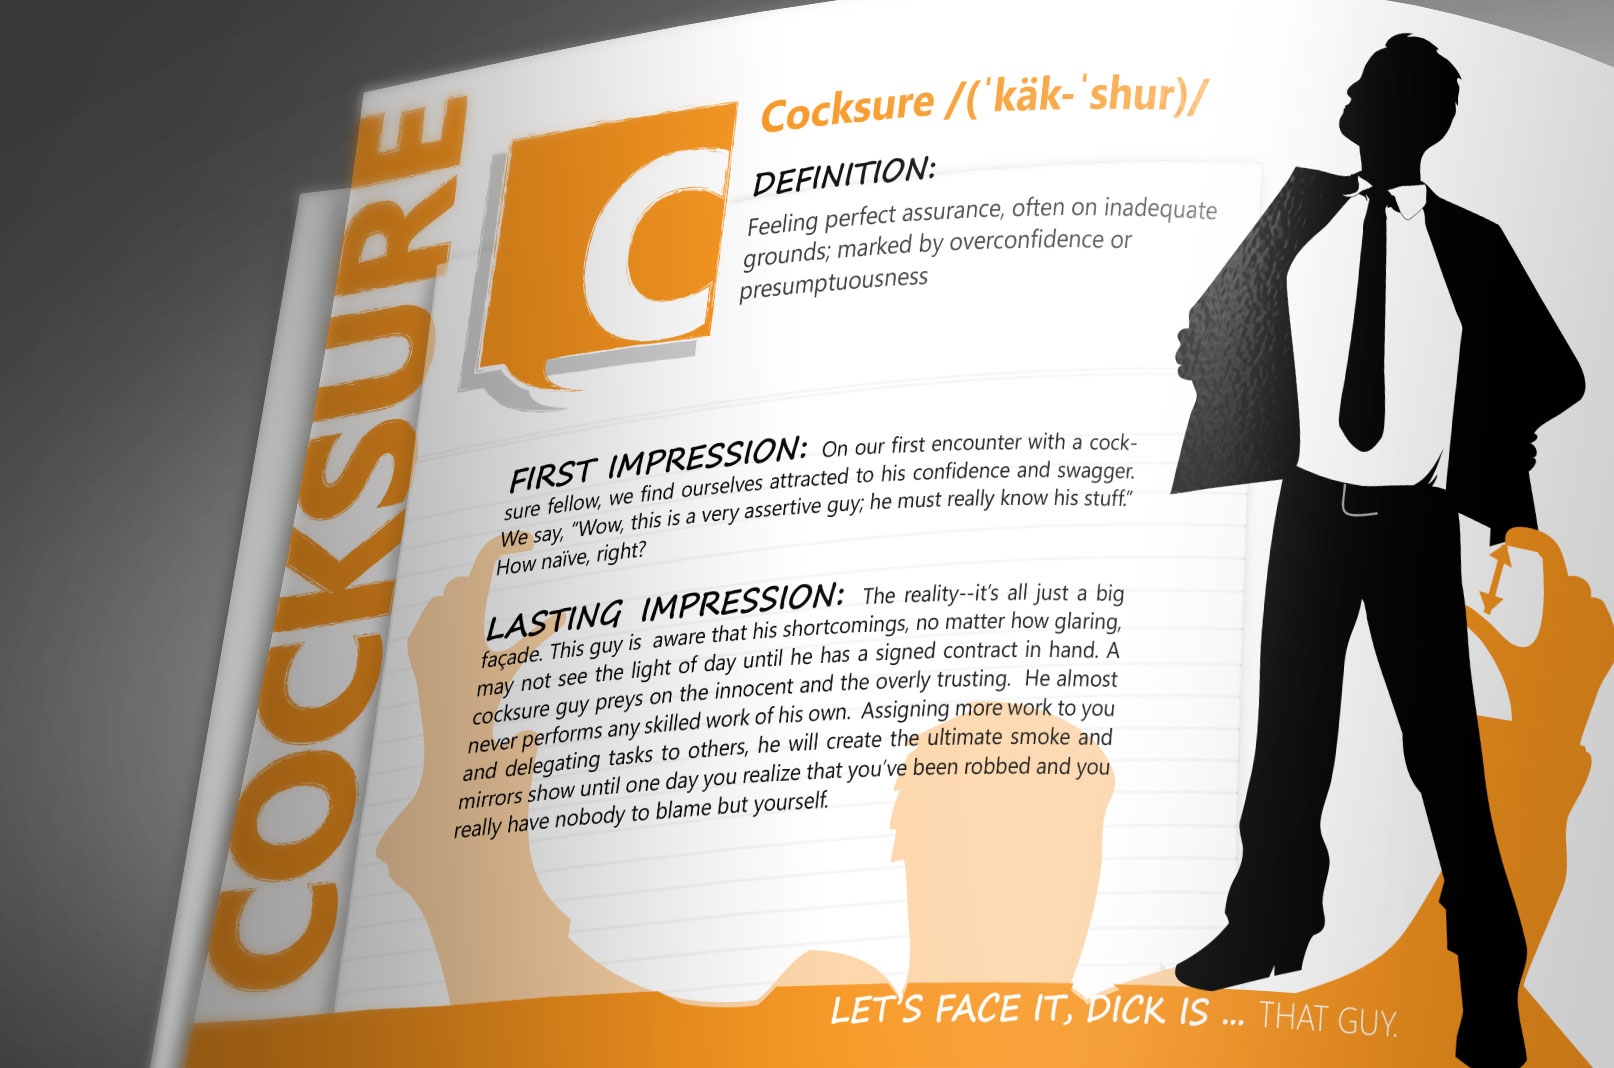 COCKSURE
C
Cocksure /(ˈkäk-ˈshur)/
DEFINITION:
Feeling perfect assurance, often on inadequate
grounds; marked by overconfidence or
presumptuousness
FIRST IMPRESSION: On our first encounter with a cock-
sure fellow, we find ourselves attracted to his confidence and swagger.
We say, “Wow, this is a very assertive guy; he must really know his stuff.”
How naïve, right?
LASTING IMPRESSION: The reality--it’s all just a big
façade. This guy is aware that his shortcomings, no matter how glaring,
may not see the light of day until he has a signed contract in hand. A
cocksure guy preys on the innocent and the overly trusting. He almost
never performs any skilled work of his own. Assigning more work to you
and delegating tasks to others, he will create the ultimate smoke and
mirrors show until one day you realize that you’ve been robbed and you
really have nobody to blame but yourself.
LET’S FACE IT, DICK IS ... THAT GUY.